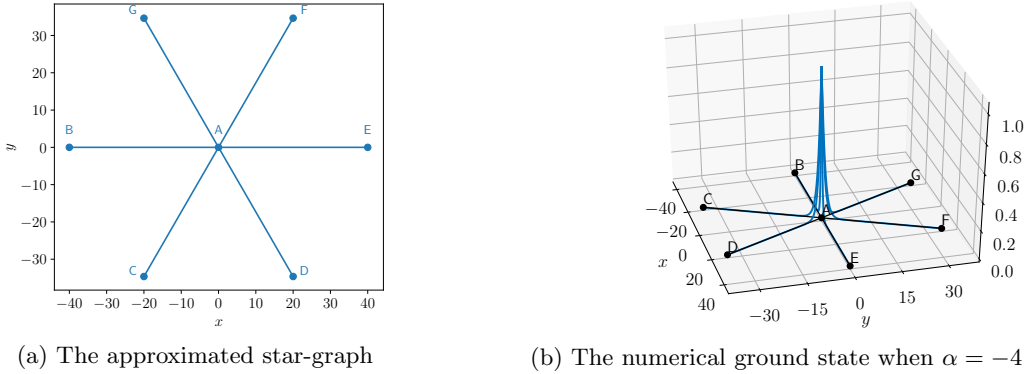 G
F
30
20
10
A
B
E
0
−10
−20
−30
C
D
−40 −30 −20 −10 0 10 20 30 40
x
y
(a) The approximated star-graph
1.0
0.8
0.6
0.4
0.2
0.0
B
G
C
A
F
D
E
−40
−20
0
20
40
x
−30 −15 0 15 30
y
(b) The numerical ground state when α = −4